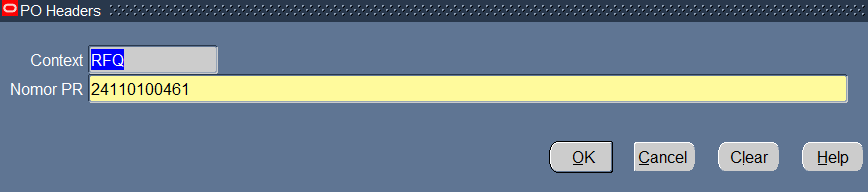 PO Headers
Context RFQ
Nomor PR 24110100461
OK Cancel Clear Help